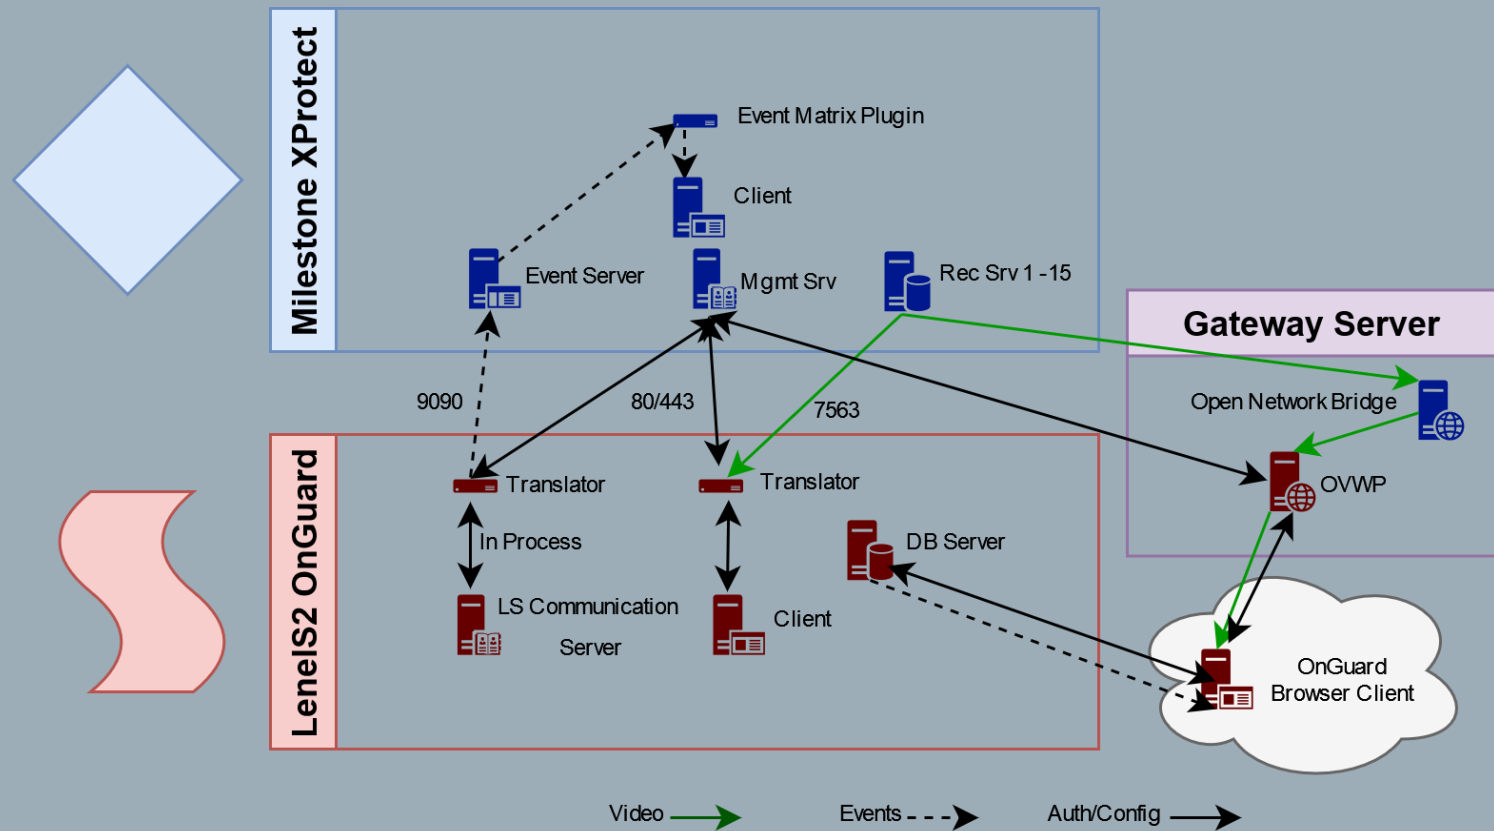 Milestone XProtect
Event Matrix Plugin
Client
Event Server
Mgmt Srv
Rec Srv 1 -15
Gateway Server
Open Network Bridge
OVWP
9090
80/443
7563
LenelS2 OnGuard
Translator
Translator
In Process
DB Server
LS Communication
Server
Client
OnGuard
Browser Client
Video
Events
Auth/Config